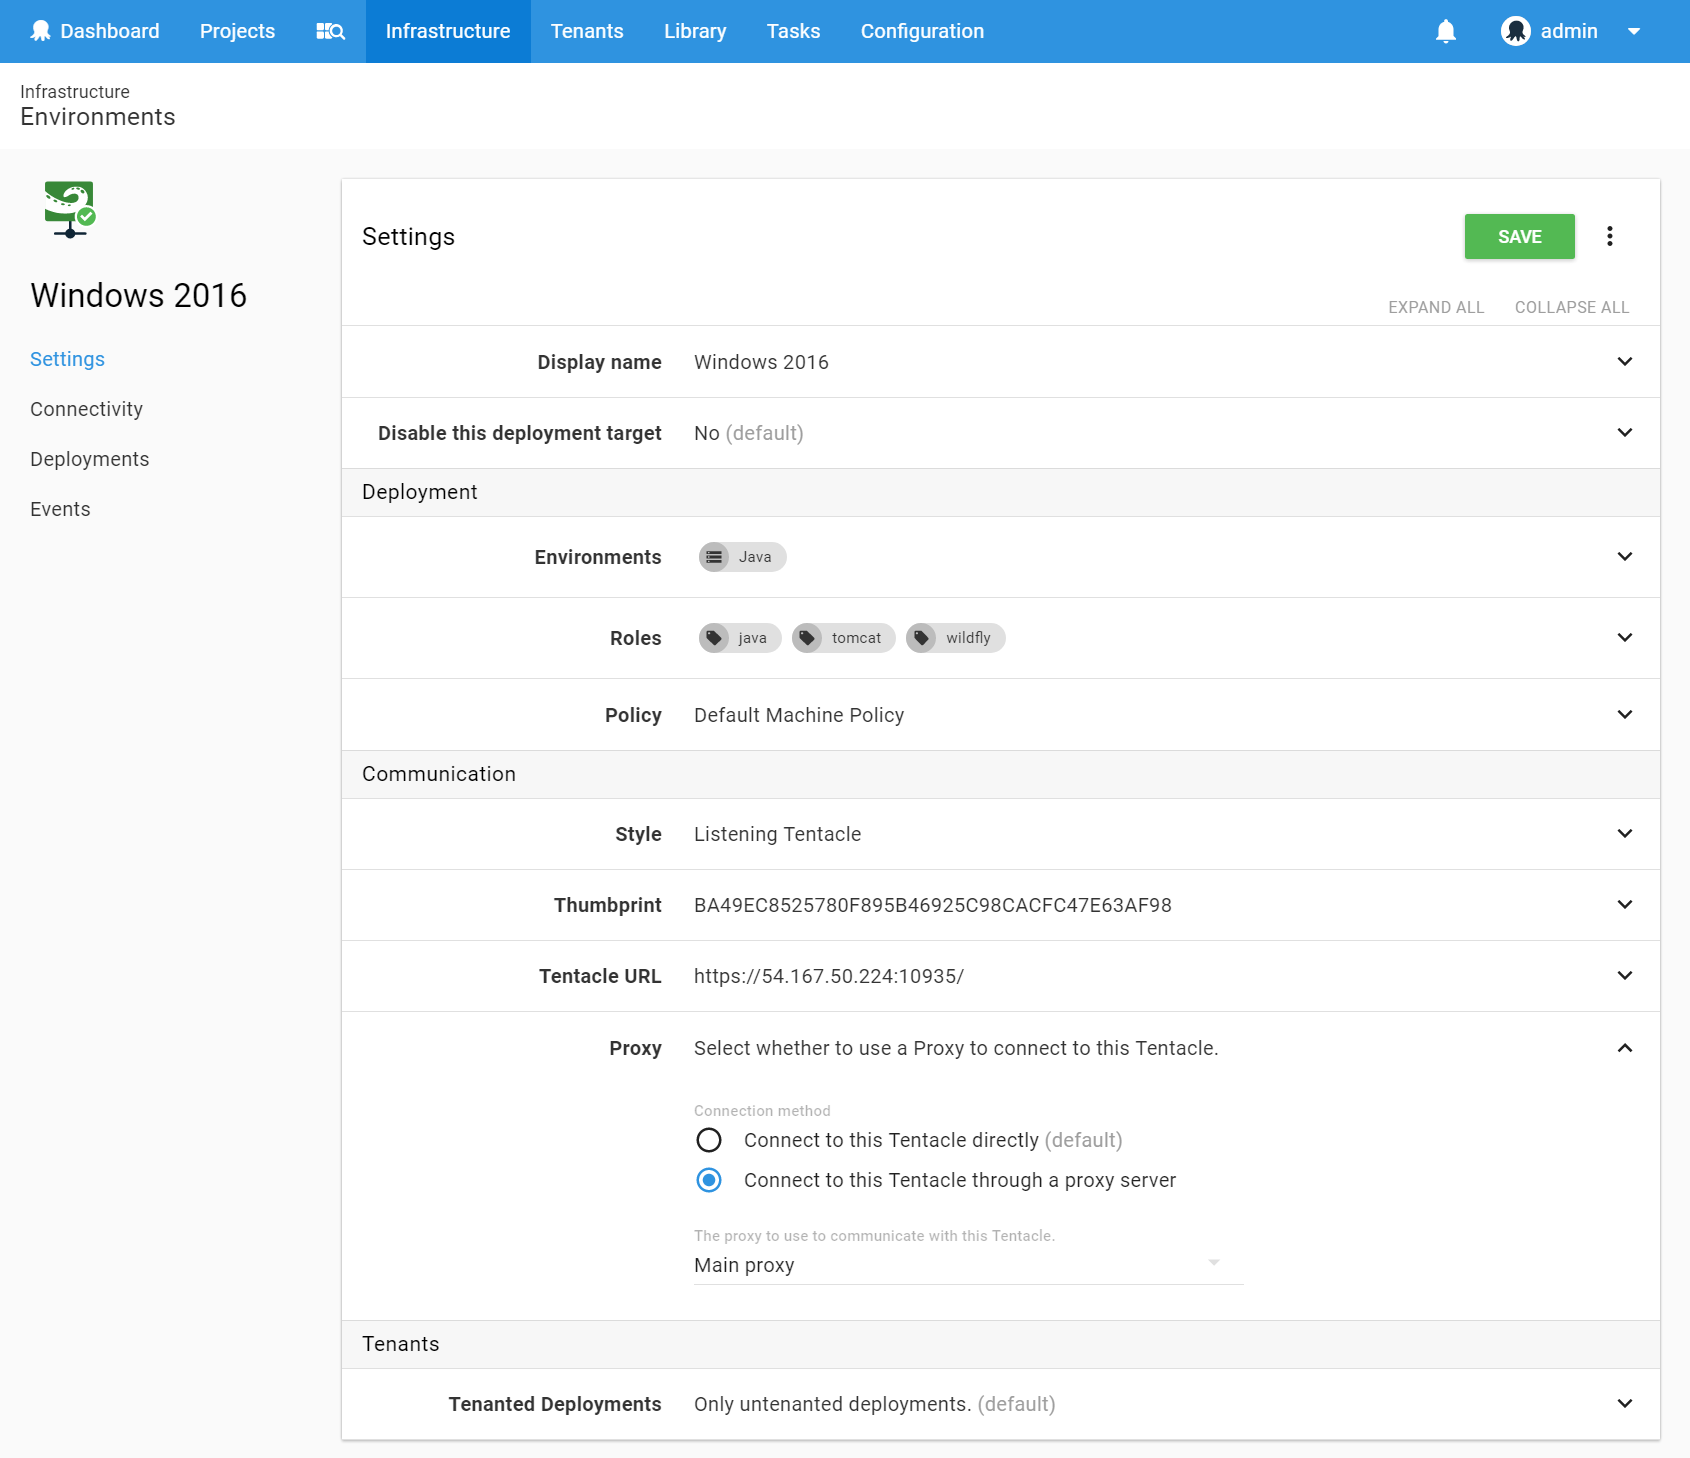 Dashboard Projects Infrastructure Tenants Library Tasks Configuration admin
Infrastructure
Environments
Windows 2016
Settings
Connectivity
Deployments
Events
Settings
SAVE
EXPAND ALL COLLAPSE ALL
Display name Windows 2016
Disable this deployment target No (default)
Deployment
Environments Java
Roles java tomcat wildfly
Policy Default Machine Policy
Communication
Style Listening Tentacle
Thumbprint BA49EC8525780F895B46925C98CACFC47E63AF98
Tentacle URL https://54.167.50.224:10935/
Proxy Select whether to use a Proxy to connect to this Tentacle.
Connection method
Connect to this Tentacle directly (default)
Connect to this Tentacle through a proxy server
The proxy to use to communicate with this Tentacle.
Main proxy
Tenants
Tenanted Deployments Only untenanted deployments. (default)